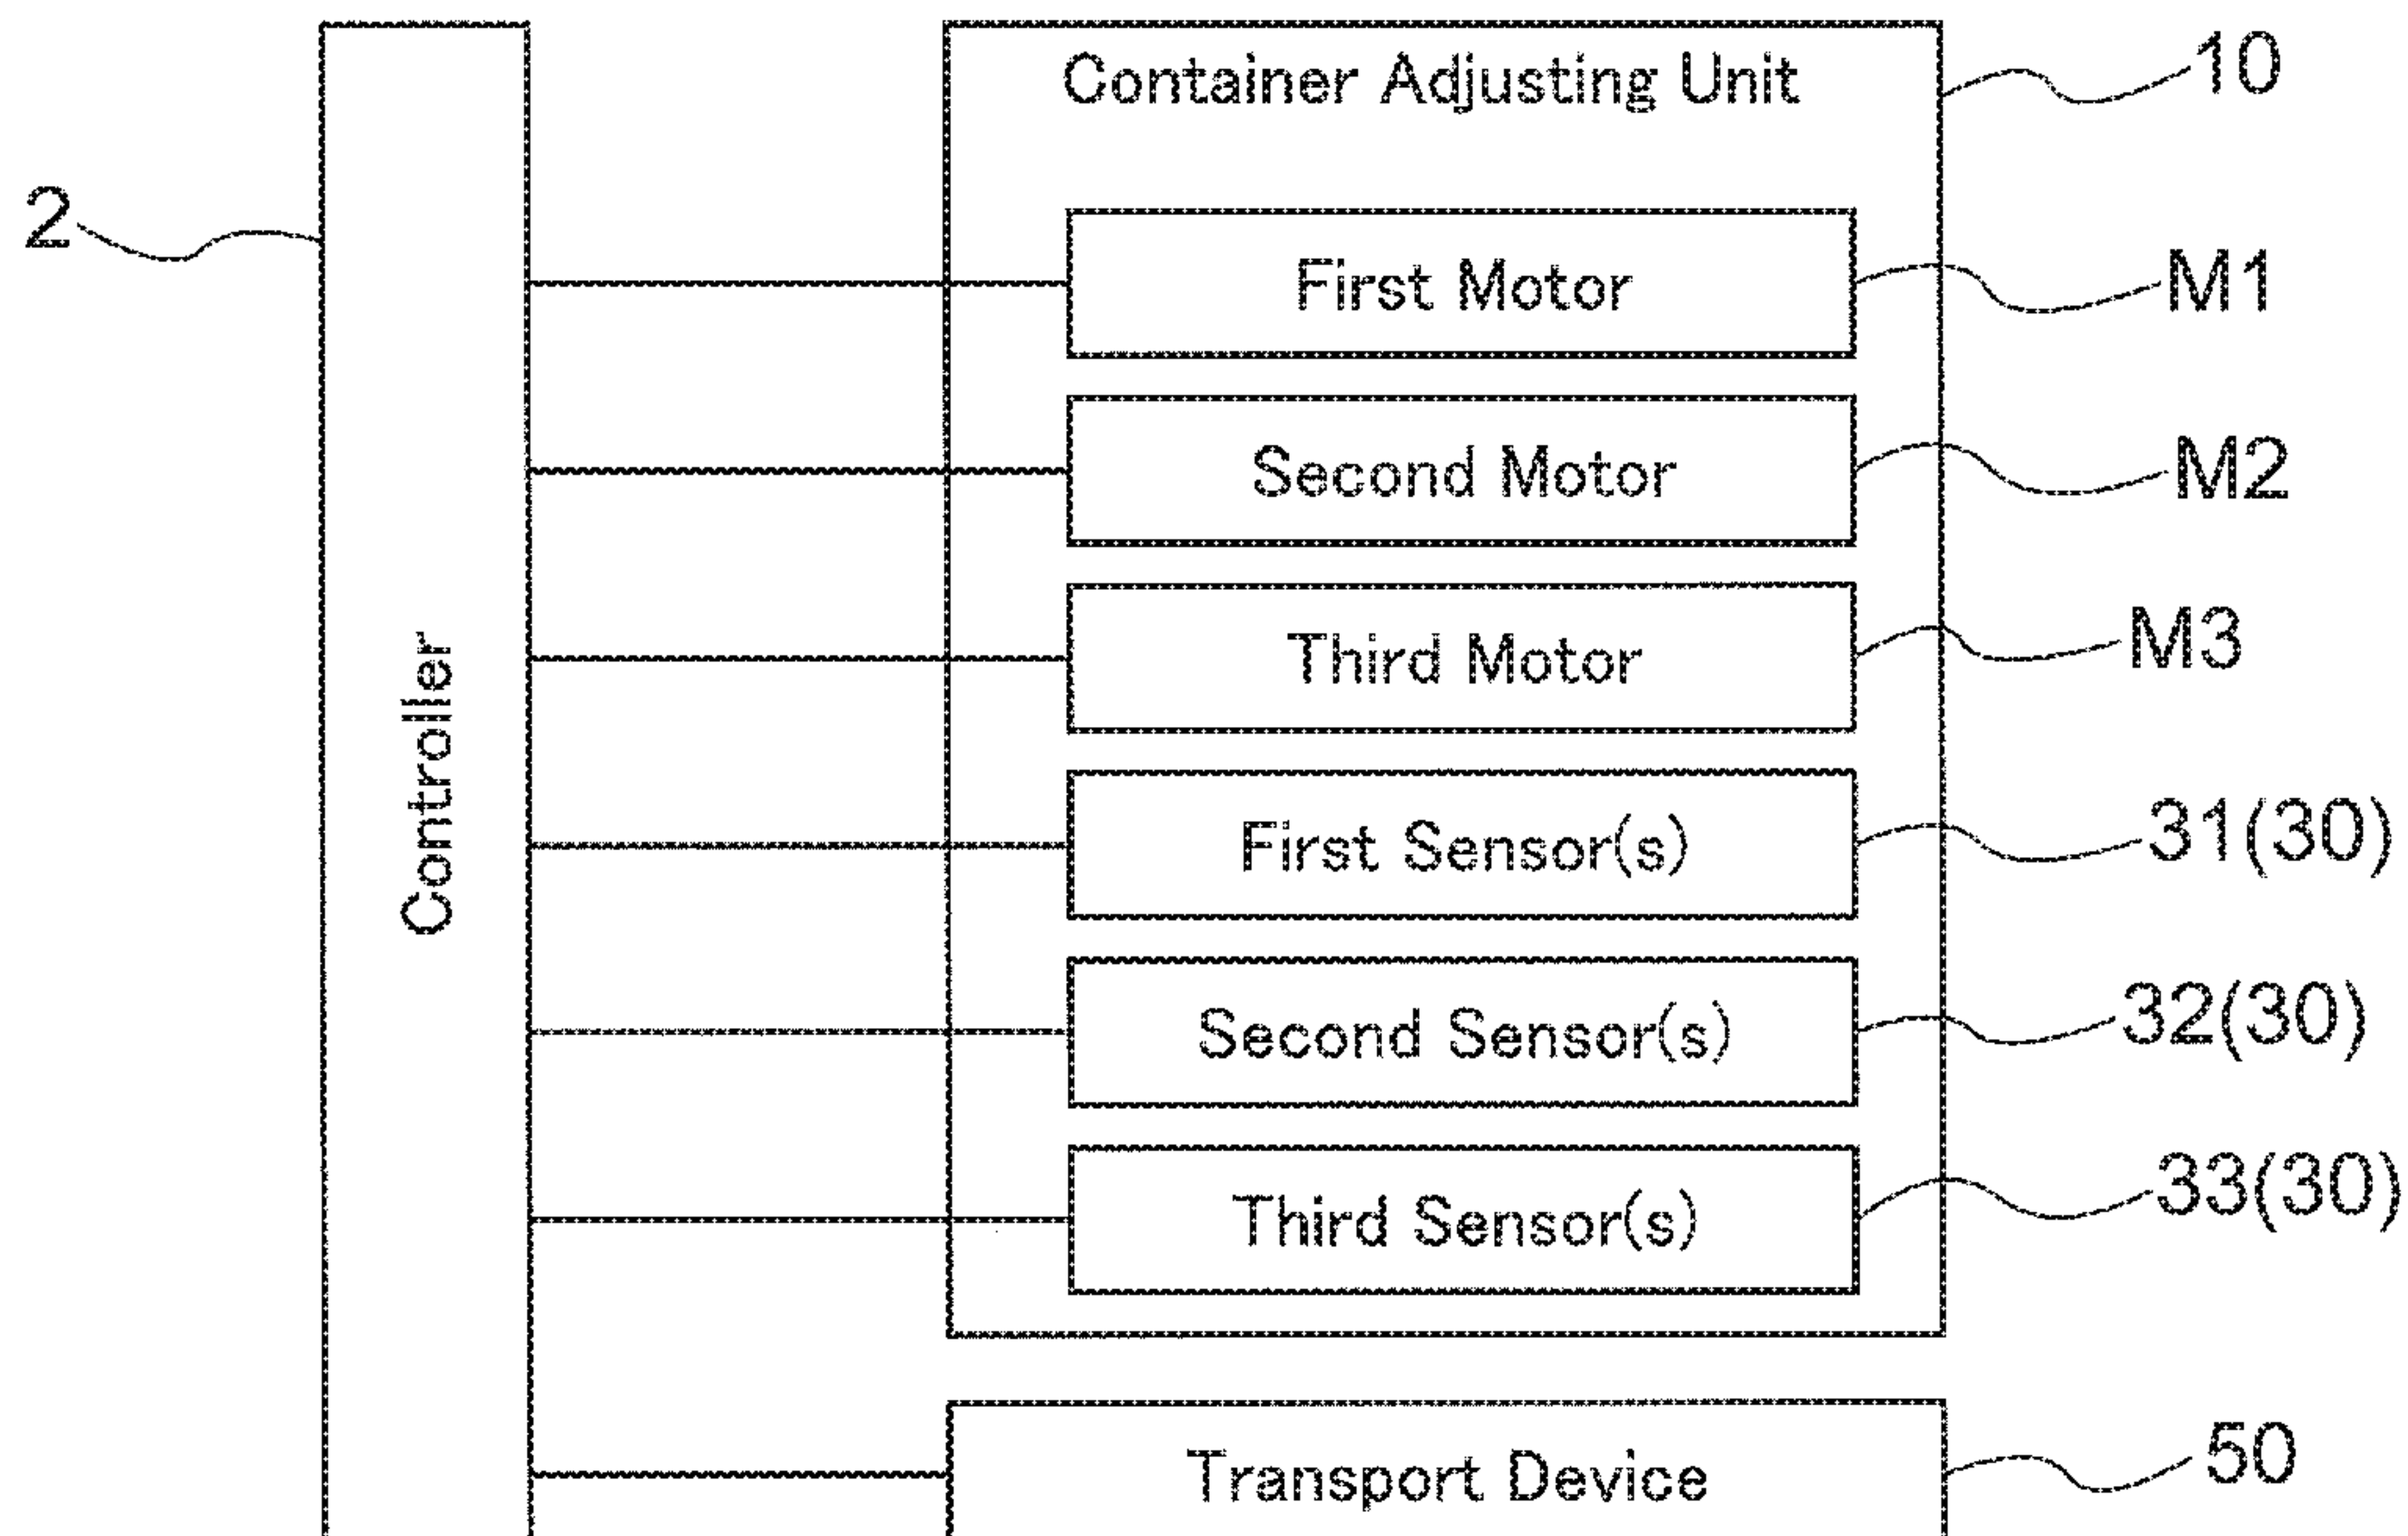 Container Adjusting Unit
10
2
First Motor
M1
Second Motor
M2
Third Motor
M3
Controller
First Sensor(s)
31(30)
Second Sensor(s)
32(30)
Third Sensor(s)
33(30)
Transport Device
50